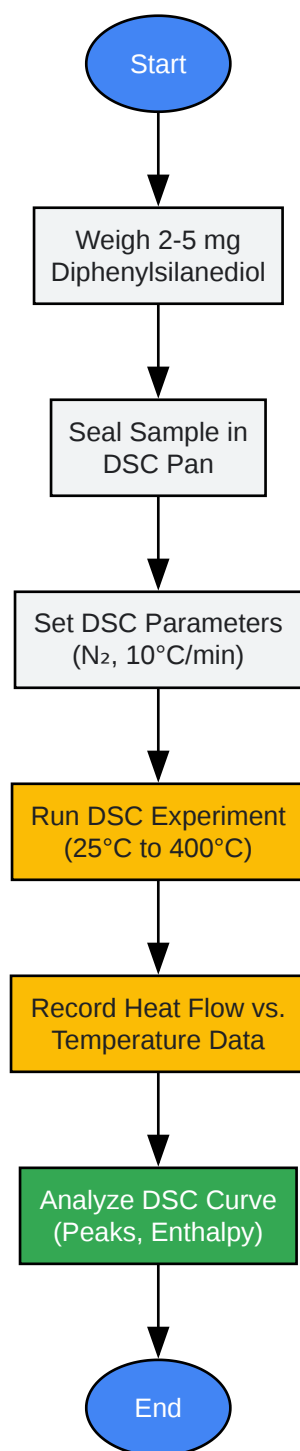 Start
Weigh 2-5 mg
Diphenylsilanediol
Seal Sample in
DSC Pan
Set DSC Parameters
(N₂, 10°C/min)
Run DSC Experiment
(25°C to 400°C)
Record Heat Flow vs.
Temperature Data
Analyze DSC Curve
(Peaks, Enthalpy)
End